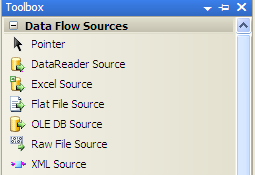 Toolbox
Data Flow Sources
Pointer
DataReader Source
Excel Source
Flat File Source
OLE DB Source
Raw File Source
XML Source